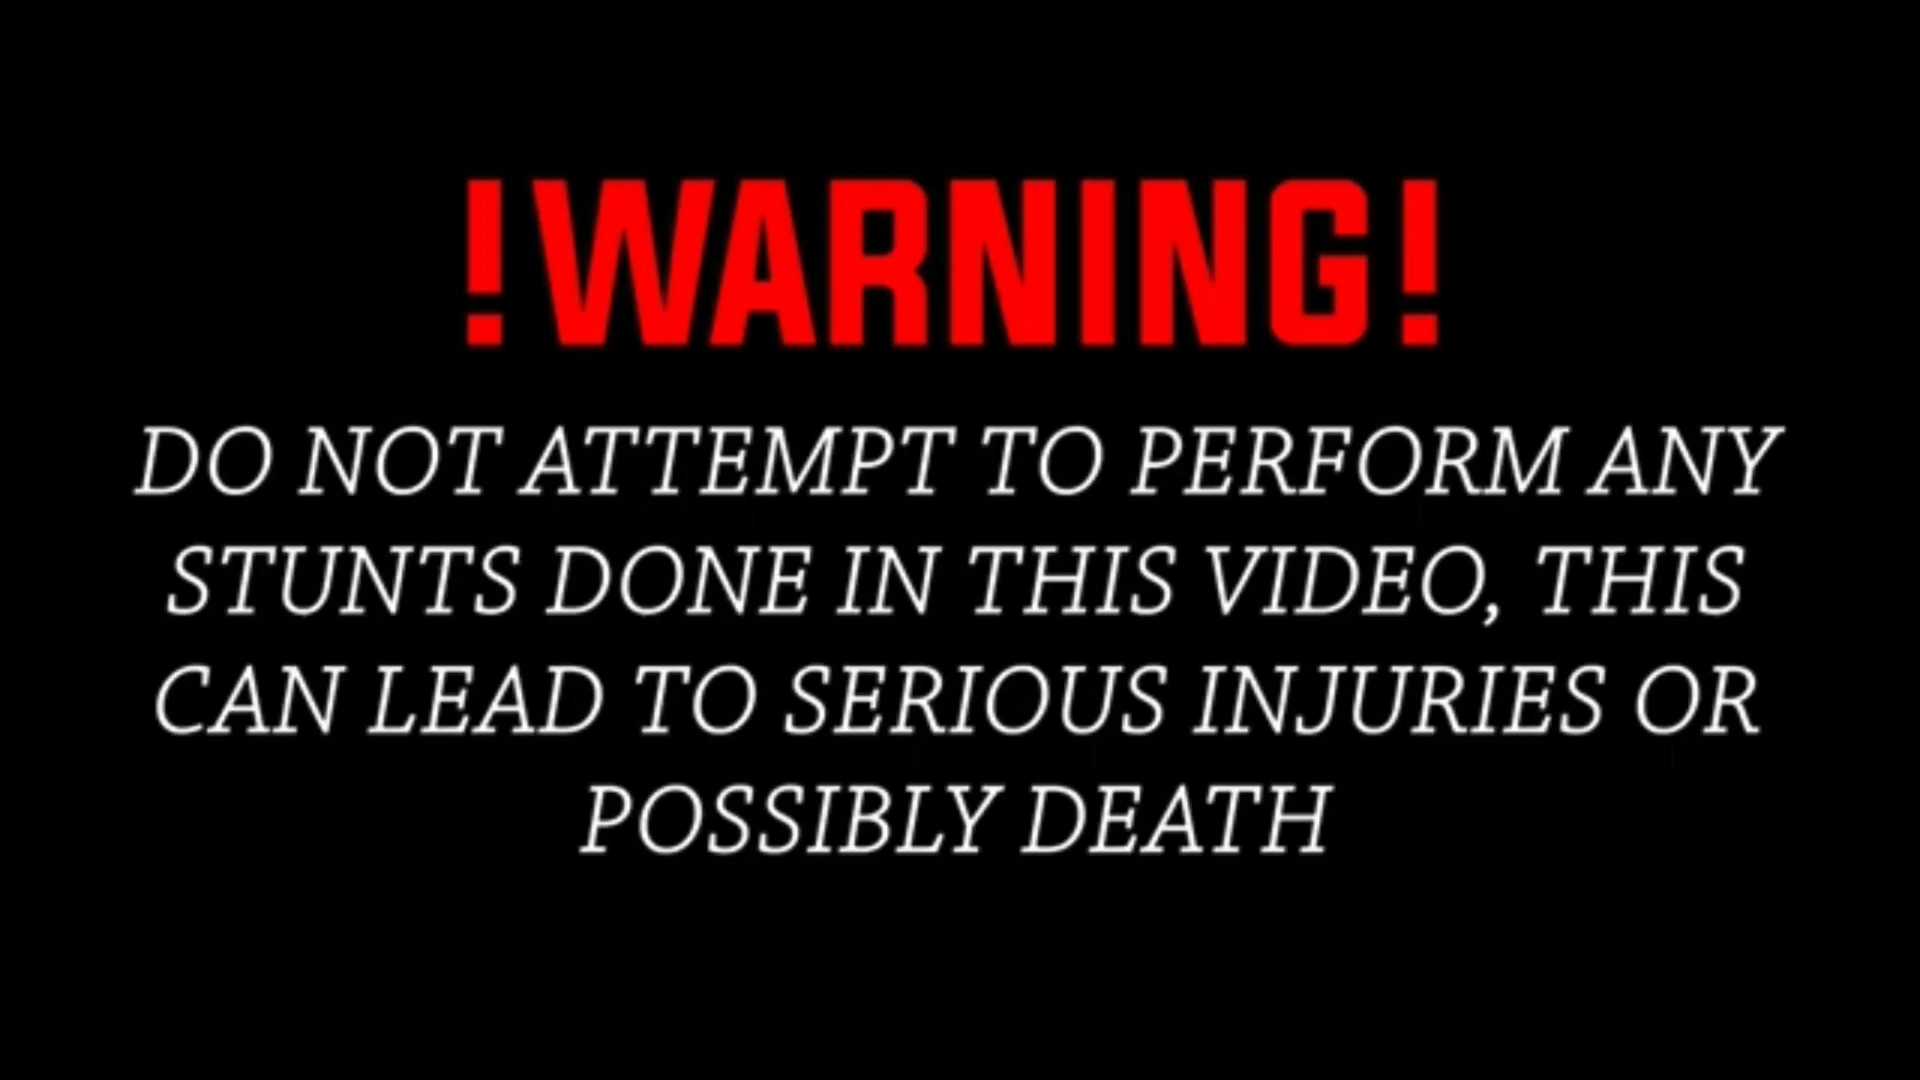 !WARNING!
DO NOT ATTEMPT TO PERFORM ANY
STUNTS DONE IN THIS VIDEO, THIS
CAN LEAD TO SERIOUS INJURIES OR
POSSIBLY DEATH